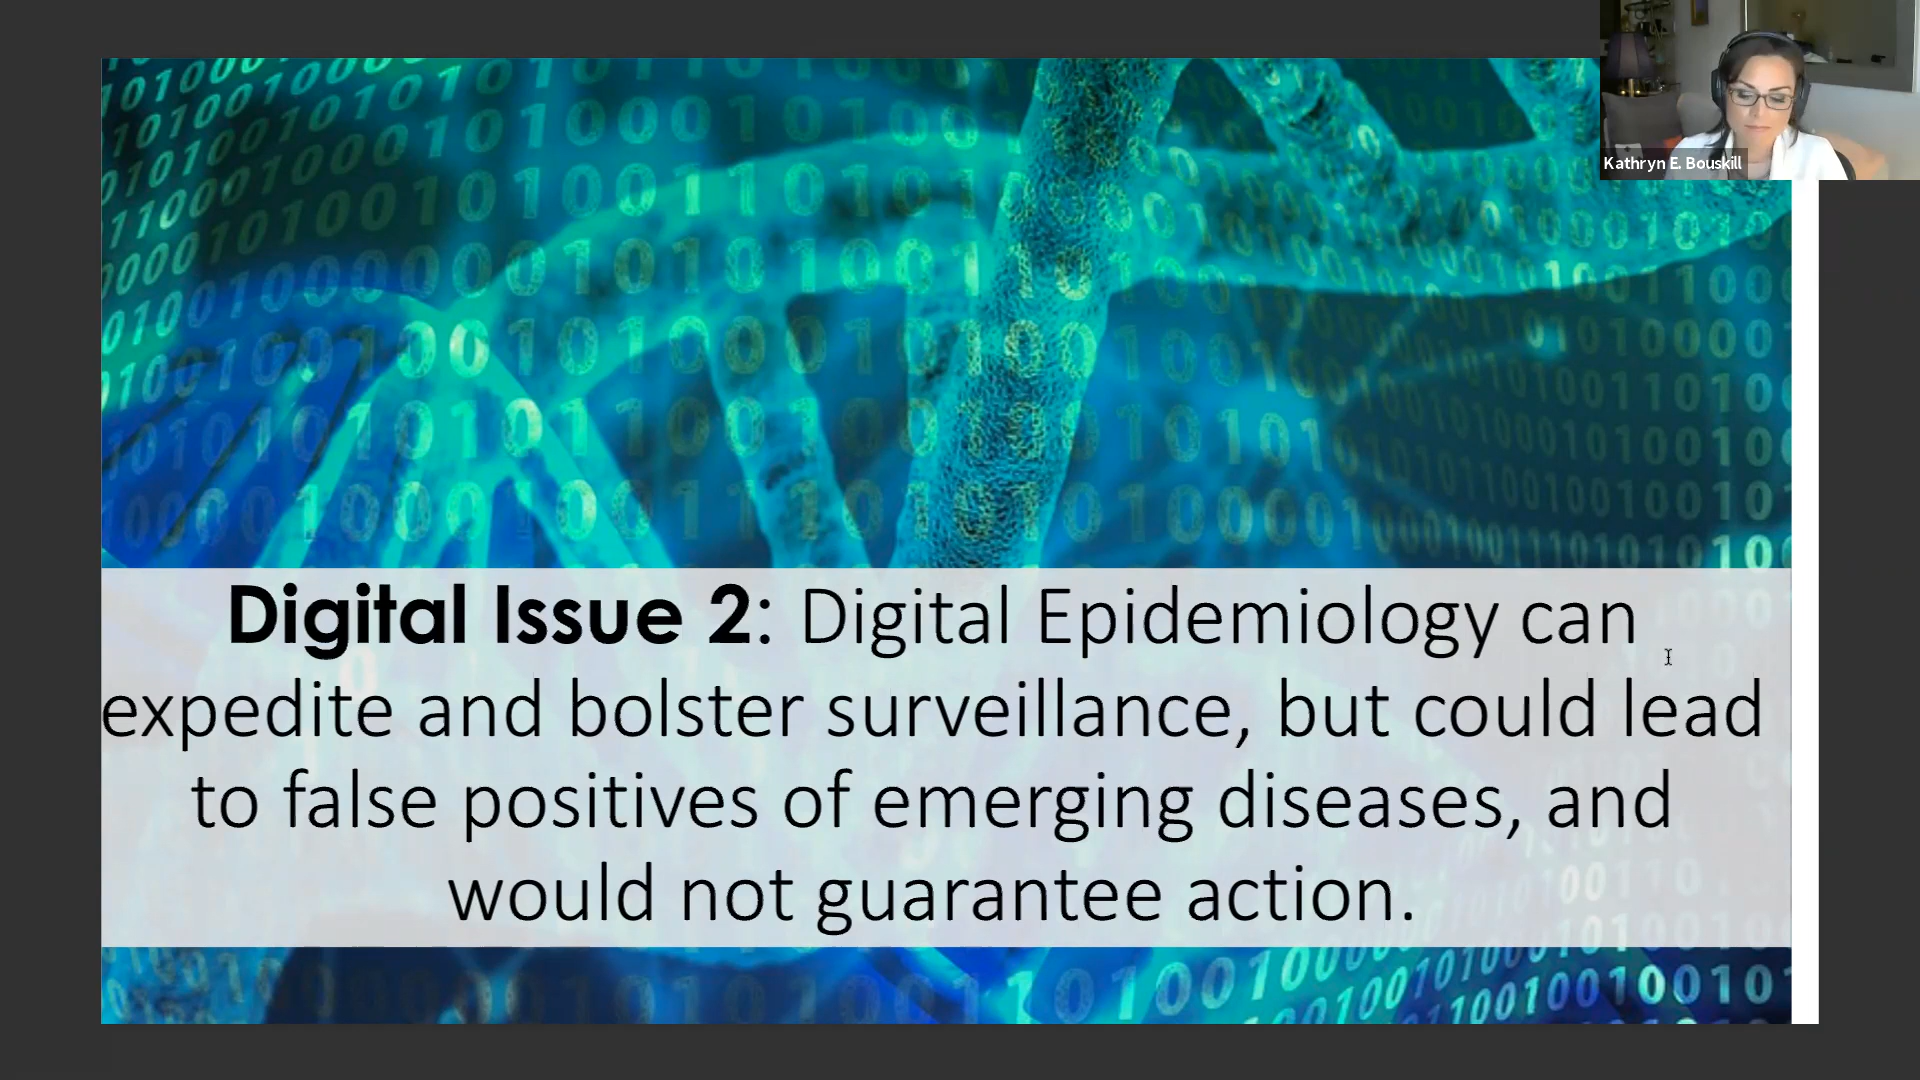 Kathryn E. Bouskill
Digital Issue 2: Digital Epidemiology can
expedite and bolster surveillance, but could lead
to false positives of emerging diseases, and
would not guarantee action.